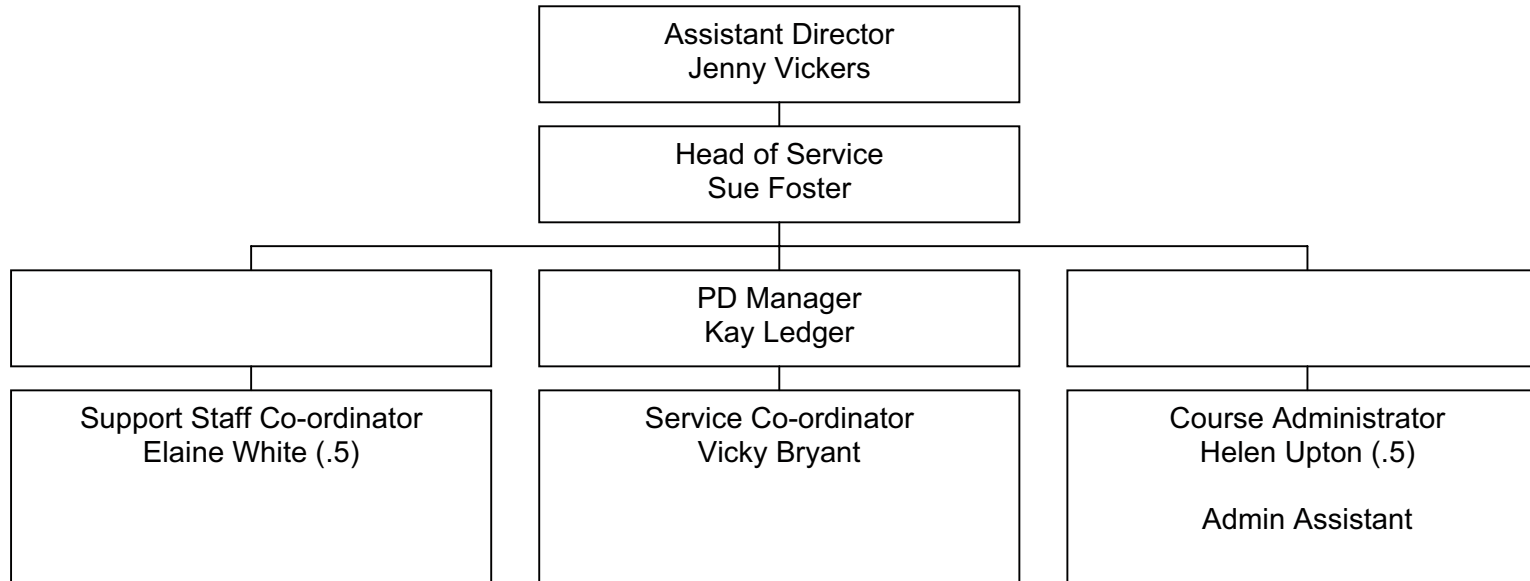 Assistant Director
Jenny Vickers
Head of Service
Sue Foster
PD Manager
Kay Ledger
Support Staff Co-ordinator
Elaine White (.5)
Service Co-ordinator
Vicky Bryant
Course Administrator
Helen Upton (.5)
Admin Assistant